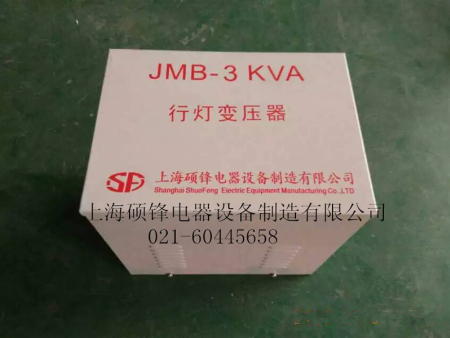 JMB-3 KVA
行灯变压器
SF 上海硕锋电器设备制造有限公司
Shanghai ShuoFeng Electric Equipment Manufacturing Co.,LTD
上海硕锋电器设备制造有限公司
021-60445658